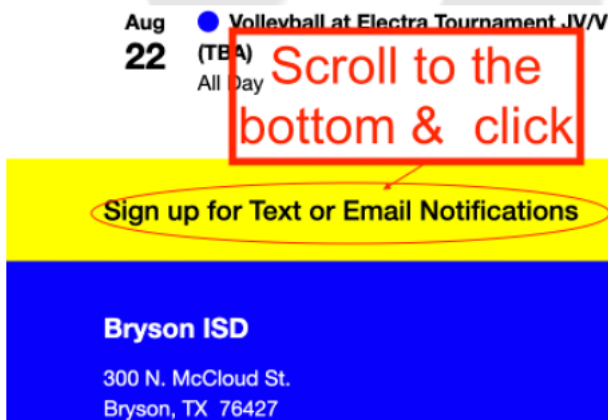 Aug
Volleyball at Electra Tournament JV/V
22
(TBA)
All Day
Scroll to the
bottom & click
Sign up for Text or Email Notifications
Bryson ISD
300 N. McCloud St.
Bryson, TX 76427